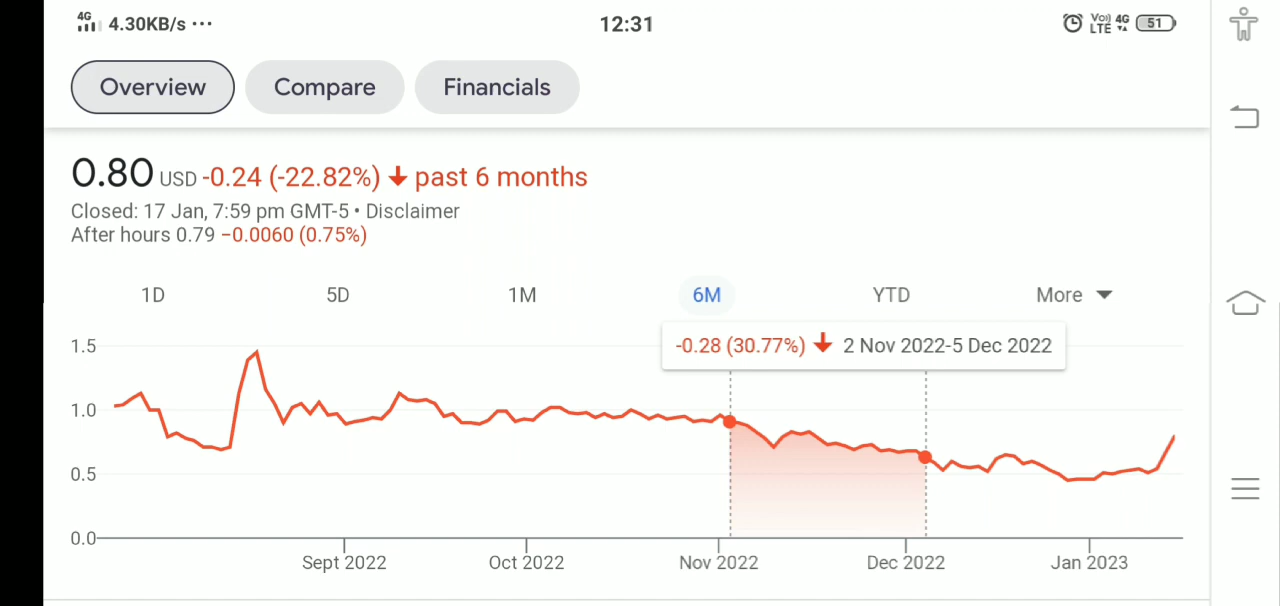 4G 4.30KB/s ··· 12:31 Vo)) LTE 4G 51
Overview Compare Financials
0.80 USD -0.24 (-22.82%) ↓ past 6 months
Closed: 17 Jan, 7:59 pm GMT-5 • Disclaimer
After hours 0.79 −0.0060 (0.75%)
1D 5D 1M 6M YTD More
-0.28 (30.77%) ↓ 2 Nov 2022-5 Dec 2022
1.5
1.0
0.5
0.0
Sept 2022 Oct 2022 Nov 2022 Dec 2022 Jan 2023